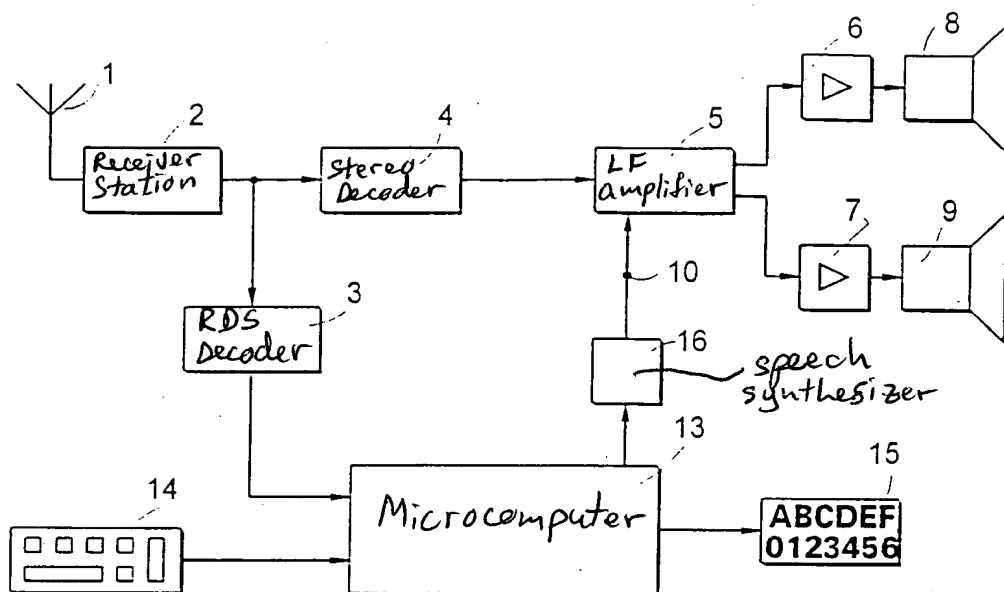 1
2
Receiver
Station
4
Stereo
Decoder
5
LF
amplifier
6
8
7
9
10
3
RDS
Decoder
16
speech
synthesizer
13
Microcomputer
14
15
ABCDEF
0123456